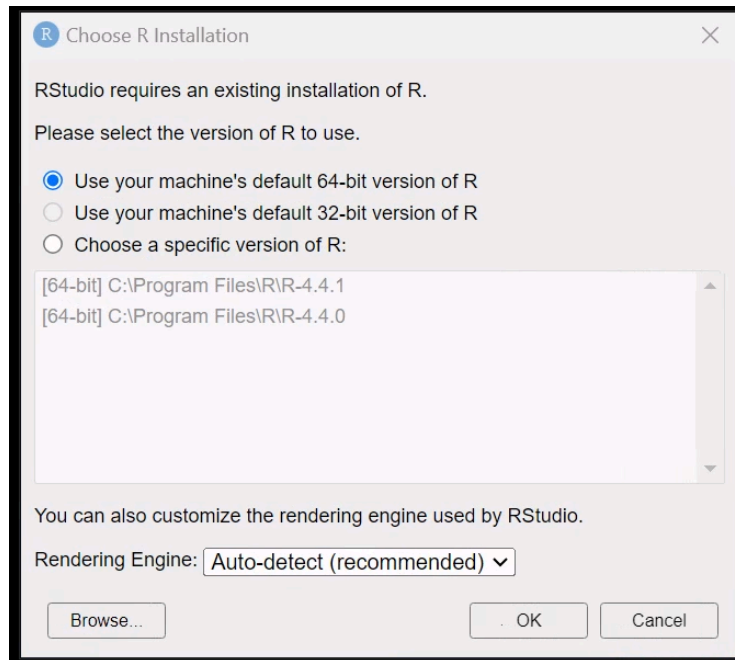 R Choose R Installation
RStudio requires an existing installation of R.
Please select the version of R to use.
Use your machine's default 64-bit version of R
Use your machine's default 32-bit version of R
Choose a specific version of R:
[64-bit] C:\Program Files\R\R-4.4.1
[64-bit] C:\Program Files\R\R-4.4.0
You can also customize the rendering engine used by RStudio.
Rendering Engine: Auto-detect (recommended)
Browse... OK Cancel